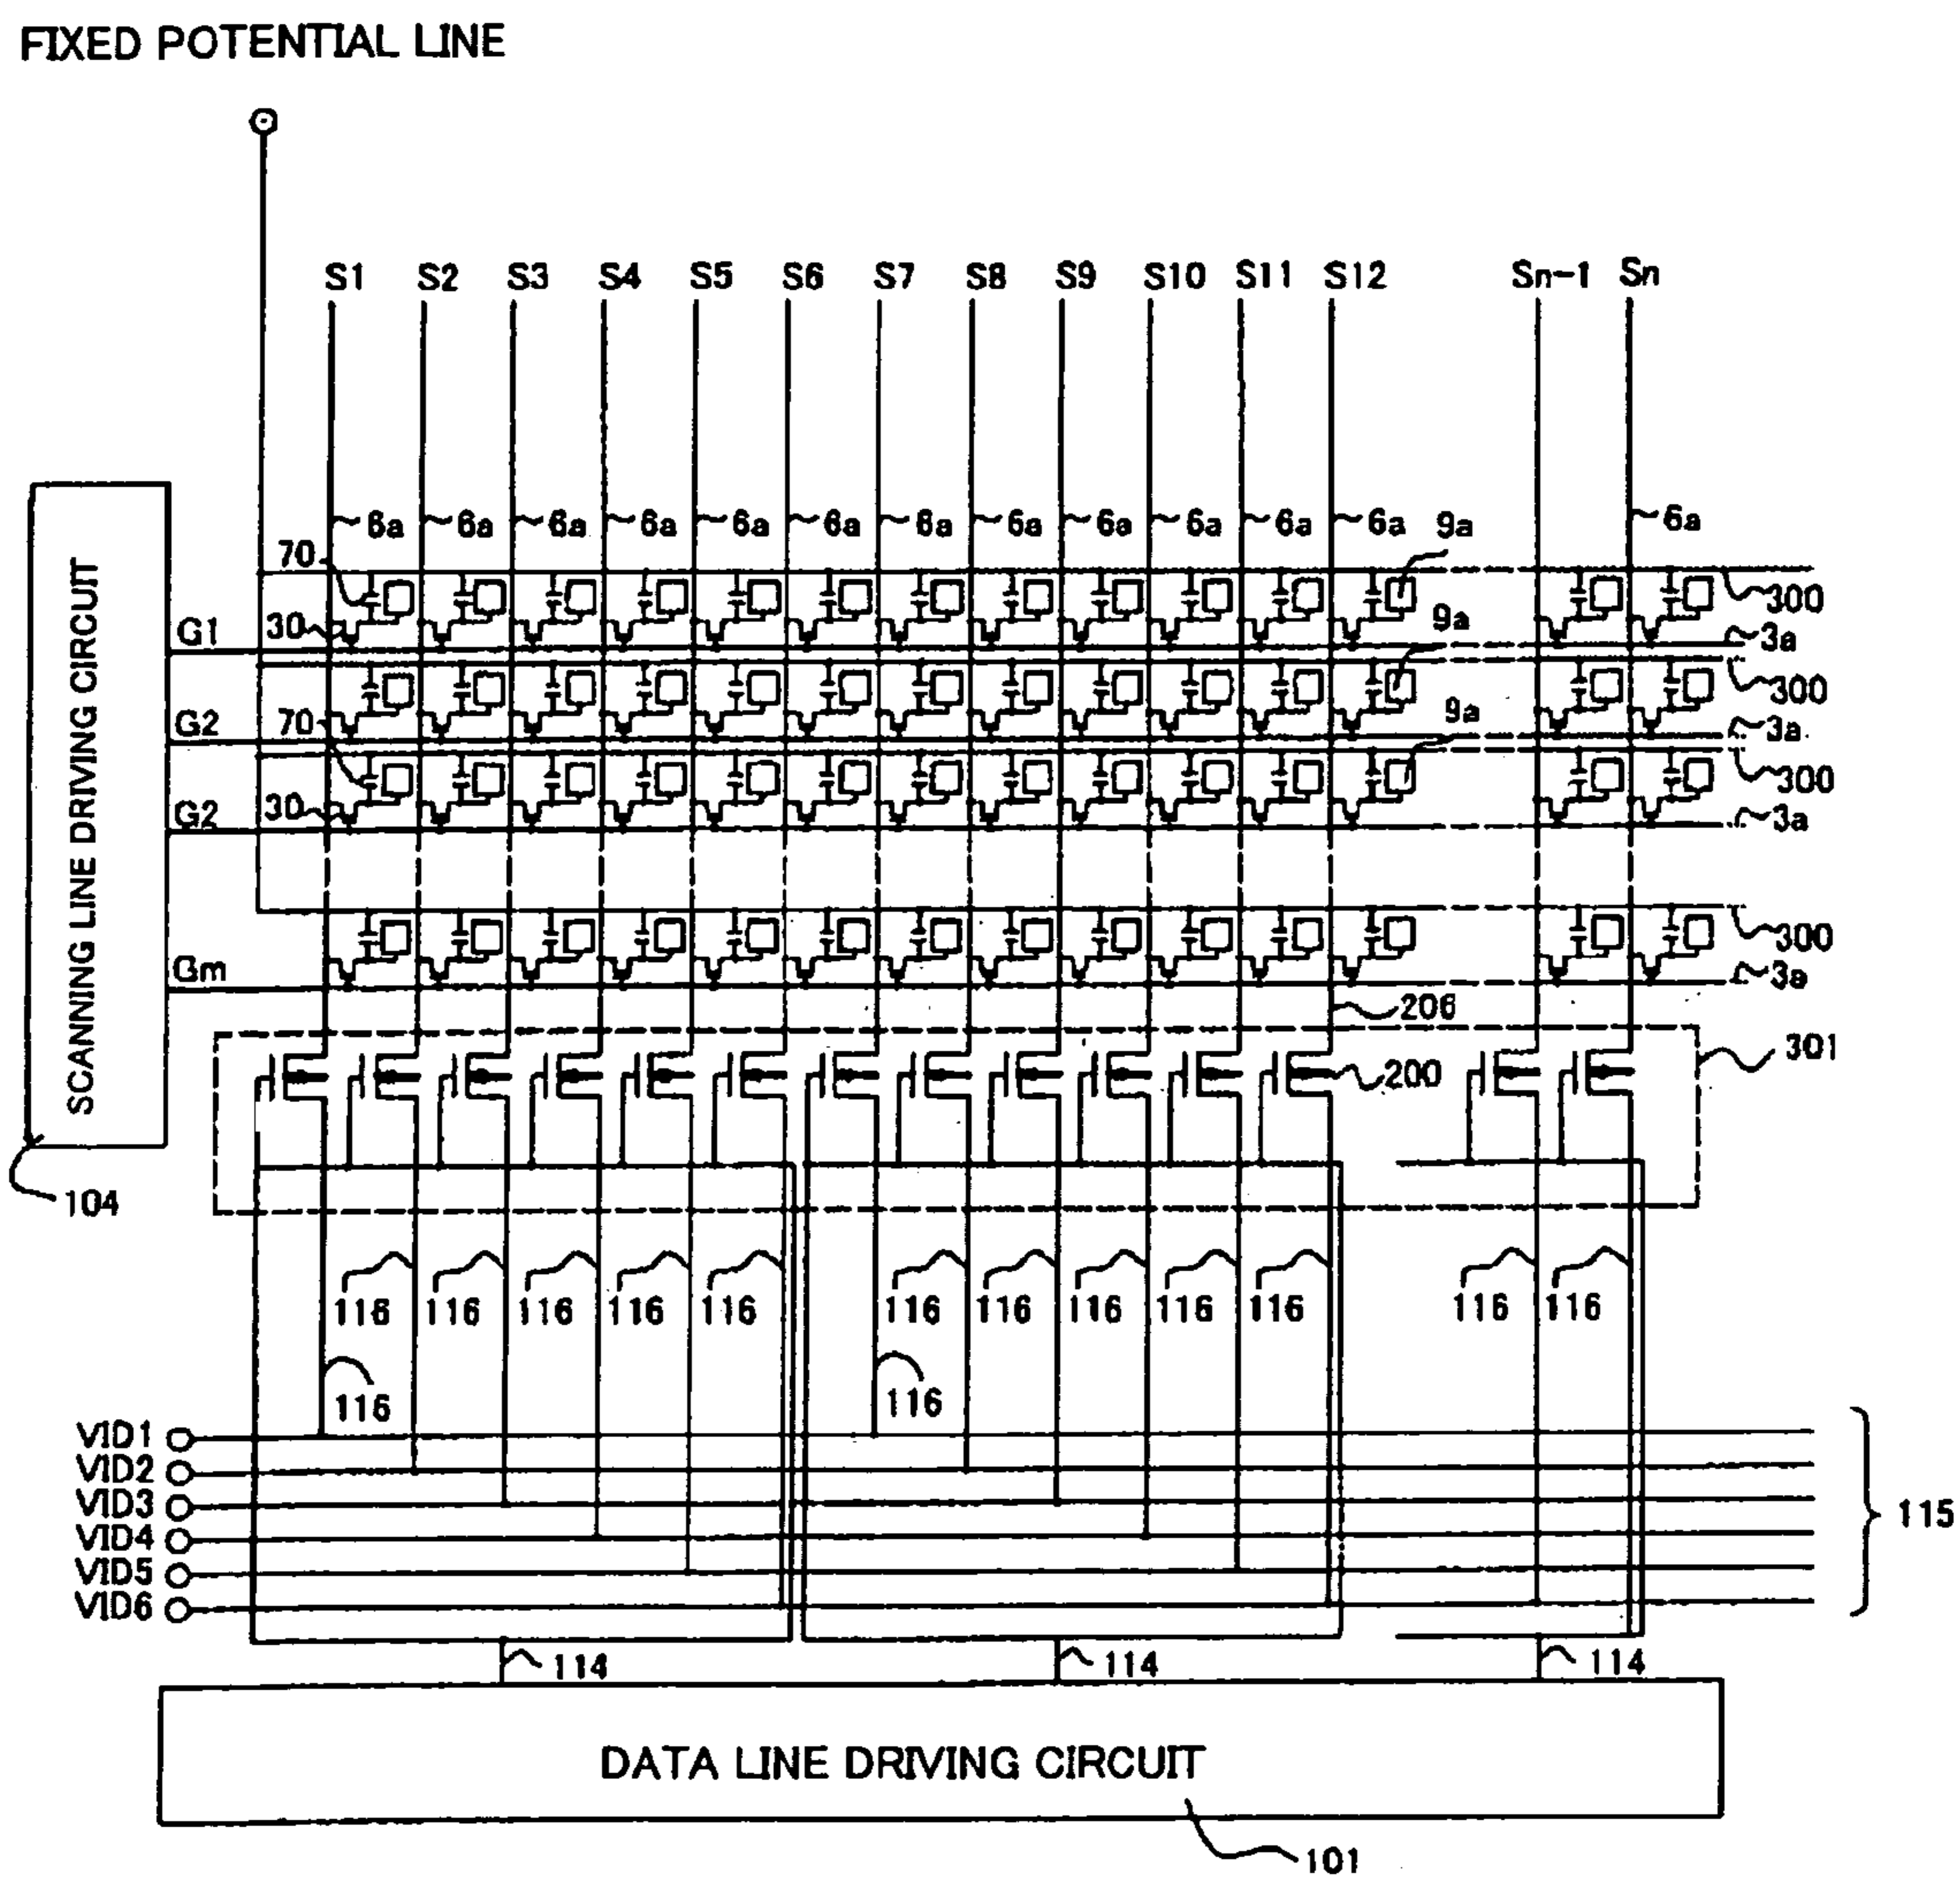 FIXED POTENTIAL LINE
S1 S2 S3 S4 S5 S6 S7 S8 S9 S10 S11 S12 Sn-1 Sn
6a 6a 6a 6a 6a 6a 6a 6a 6a 6a 6a 6a 9a 6a
70
300
30
G1
9a
3a
300
G2
70
9a
3a.
300
30
G2
3a
SCANNING LINE DRIVING CIRCUIT
300
Gm
3a
206
301
200
104
116 116 116 116 116 116 116 116 116 116 116 116
116 116
VID1
VID2
VID3
VID4
VID5
VID6
115
114 114 114
DATA LINE DRIVING CIRCUIT
101